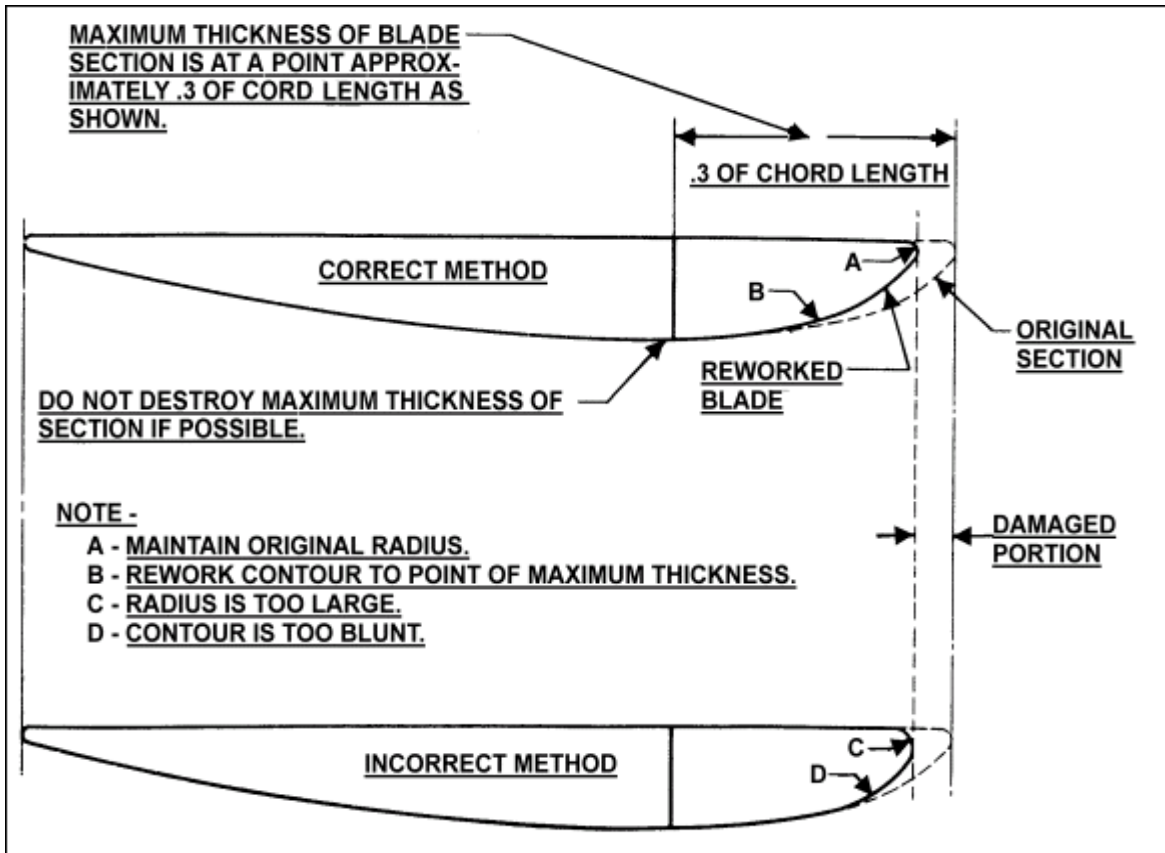 MAXIMUM THICKNESS OF BLADE
SECTION IS AT A POINT APPROX-
IMATELY .3 OF CORD LENGTH AS
SHOWN.
.3 OF CHORD LENGTH
CORRECT METHOD
A
B
ORIGINAL
SECTION
REWORKED
BLADE
DO NOT DESTROY MAXIMUM THICKNESS OF
SECTION IF POSSIBLE.
NOTE -
A - MAINTAIN ORIGINAL RADIUS.
B - REWORK CONTOUR TO POINT OF MAXIMUM THICKNESS.
C - RADIUS IS TOO LARGE.
D - CONTOUR IS TOO BLUNT.
DAMAGED
PORTION
INCORRECT METHOD
C
D